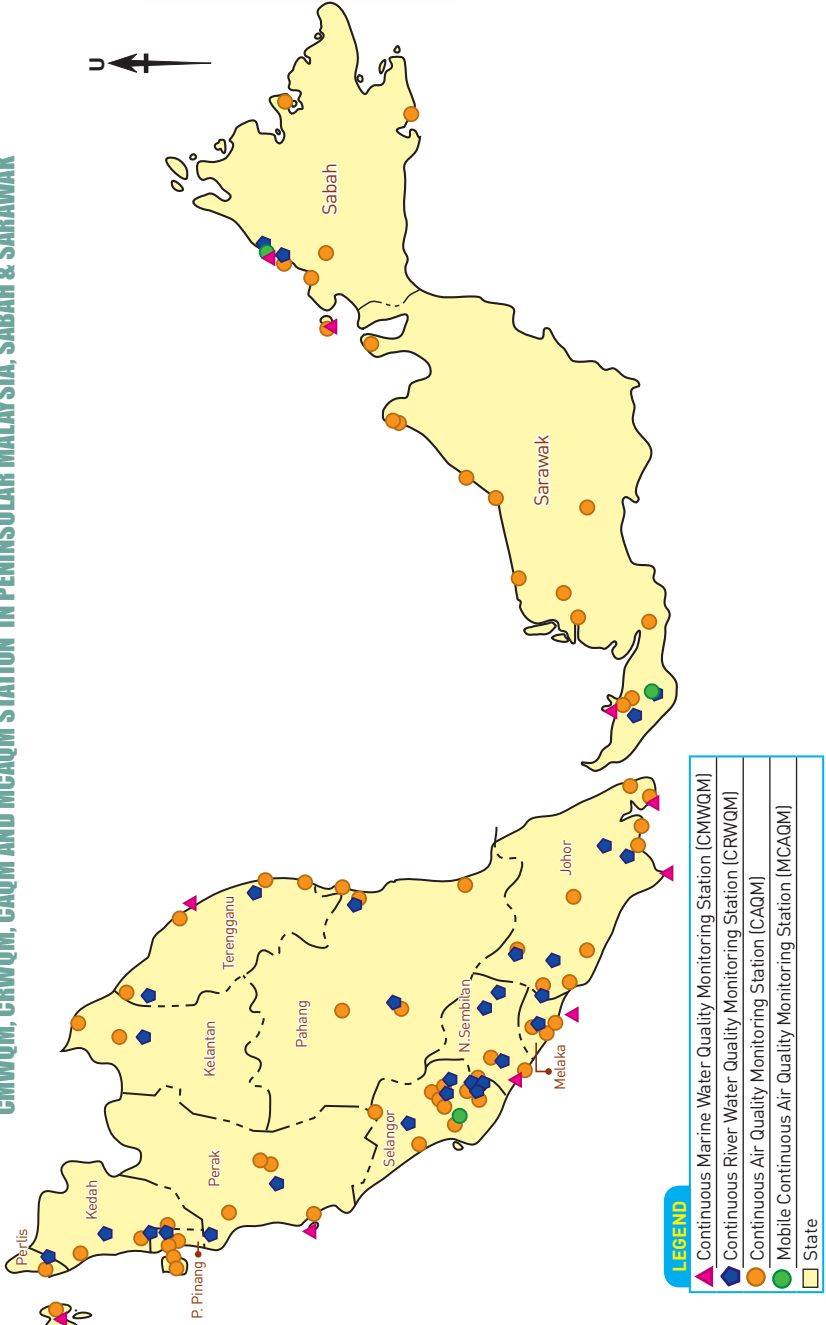 CMWQM, CRWQM, CAQM AND MCAQM STATION IN PENINSULAR MALAYSIA, SABAH & SARAWAK
U
Perlis
Kedah
P. Pinang
Perak
Kelantan
Terengganu
Pahang
Selangor
N.Sembilan
Melaka
Johor
Sarawak
Sabah
LEGEND
Continuous Marine Water Quality Monitoring Station (CMWQM)
Continuous River Water Quality Monitoring Station (CRWQM)
Continuous Air Quality Monitoring Station (CAQM)
Mobile Continuous Air Quality Monitoring Station (MCAQM)
State